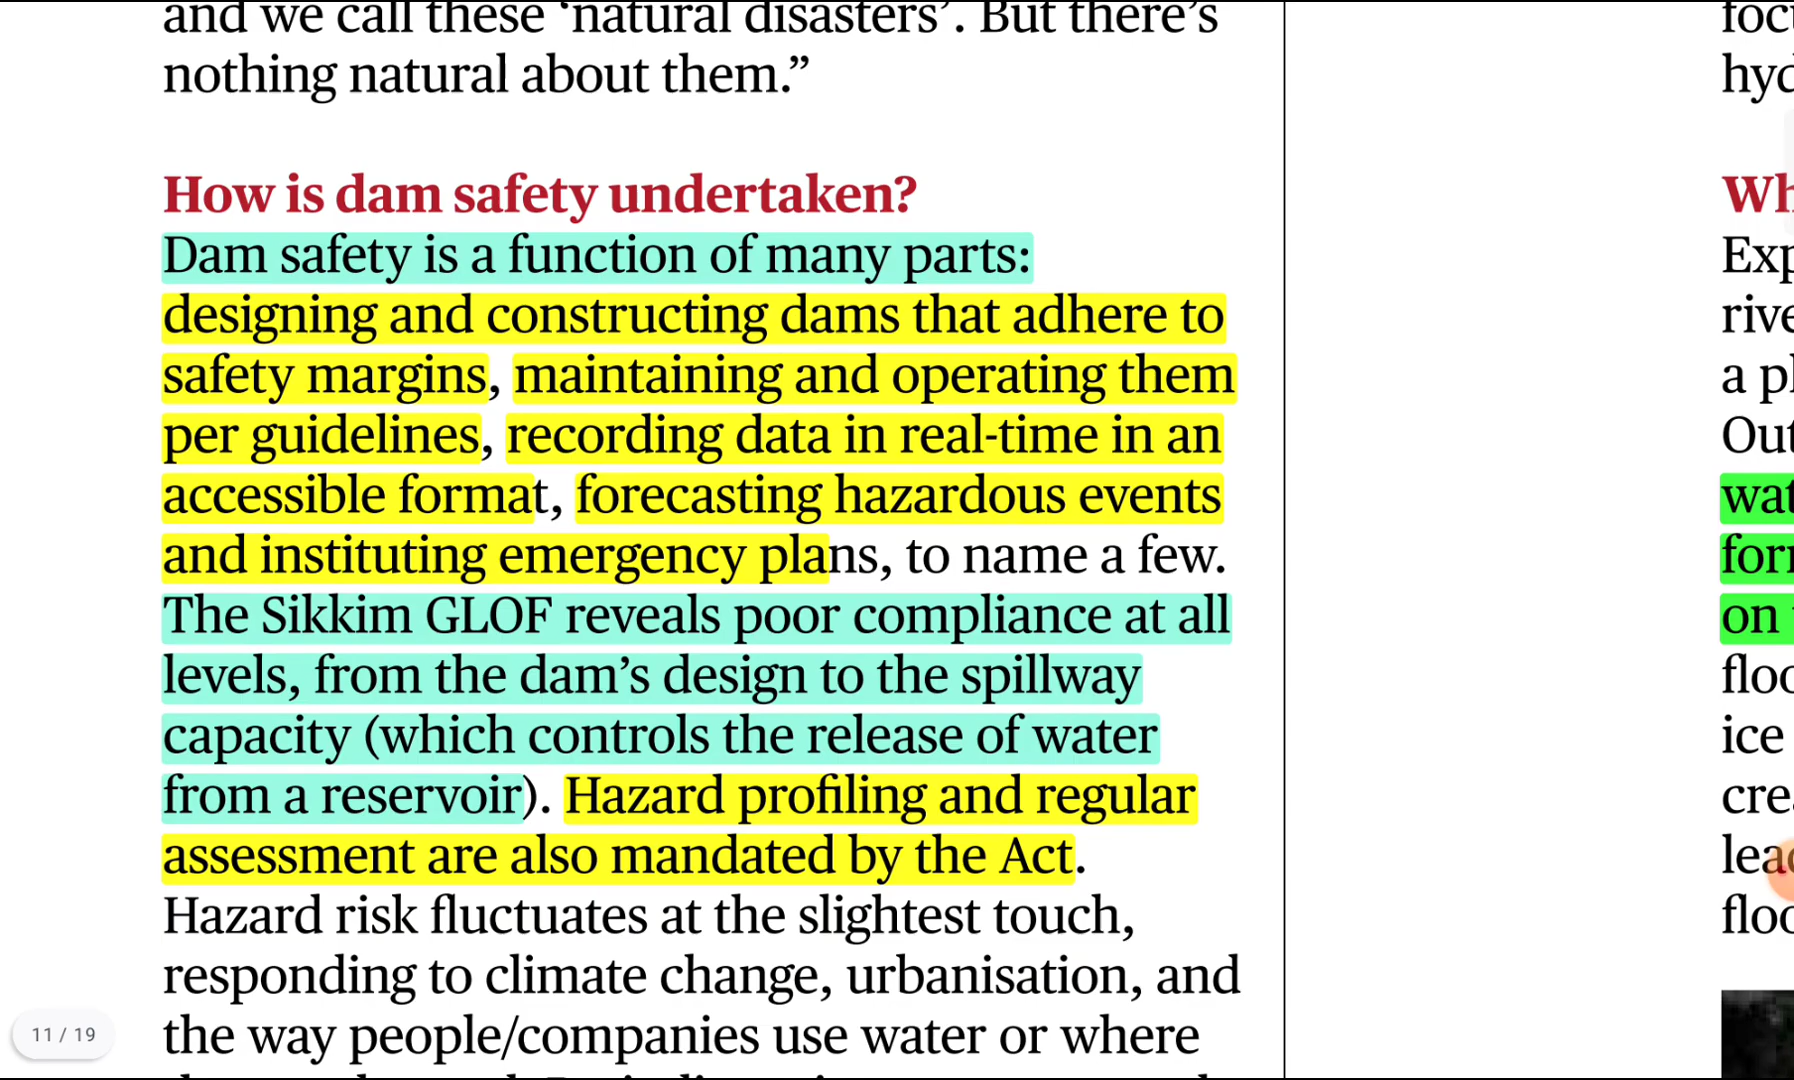 and we call these ‘natural disasters’. But there’s
nothing natural about them.”
How is dam safety undertaken?
Dam safety is a function of many parts:
designing and constructing dams that adhere to
safety margins, maintaining and operating them
per guidelines, recording data in real-time in an
accessible format, forecasting hazardous events
and instituting emergency plans, to name a few.
The Sikkim GLOF reveals poor compliance at all
levels, from the dam’s design to the spillway
capacity (which controls the release of water
from a reservoir). Hazard profiling and regular
assessment are also mandated by the Act.
Hazard risk fluctuates at the slightest touch,
responding to climate change, urbanisation, and
the way people/companies use water or where
a
on
ice
11 / 19